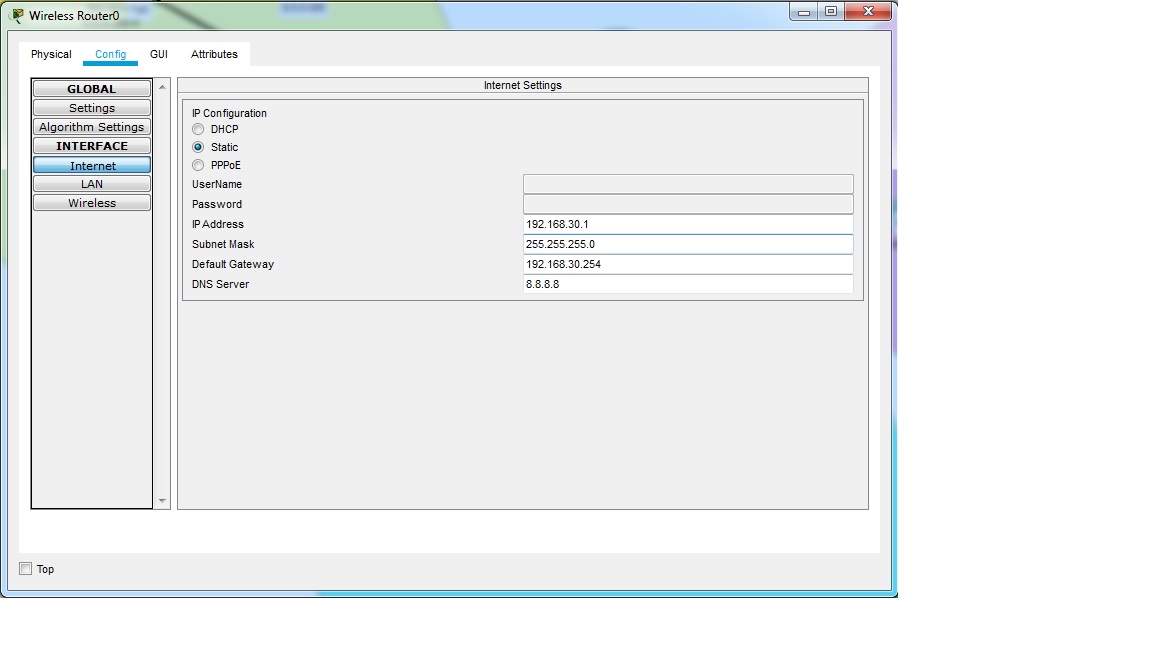 Wireless Router0
Physical Config GUI Attributes
GLOBAL
Settings
Algorithm Settings
INTERFACE
Internet
LAN
Wireless
Internet Settings
IP Configuration
DHCP
Static
PPPoE
UserName
Password
IP Address 192.168.30.1
Subnet Mask 255.255.255.0
Default Gateway 192.168.30.254
DNS Server 8.8.8.8
Top